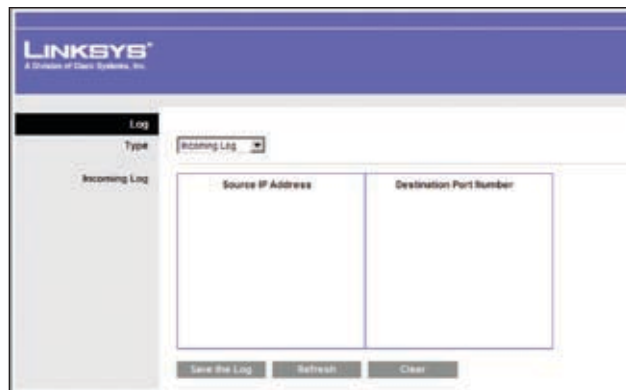 LINKSYS®
A Division of Cisco Systems, Inc.
Log
Type
Incoming Log
Incoming Log
Source IP Address
Destination Port Number
Save the Log
Refresh
Clear